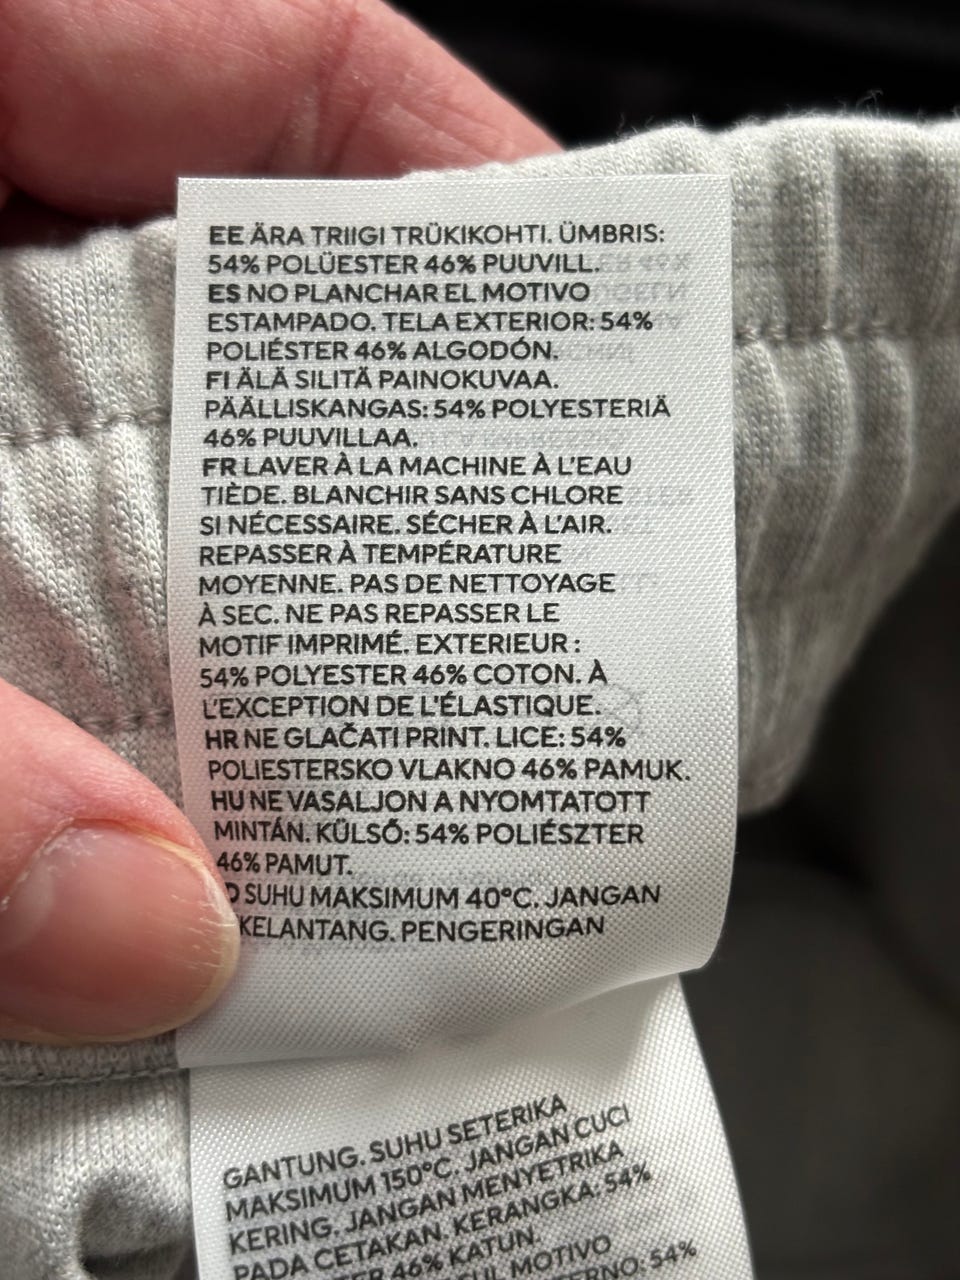 EE ÄRA TRIIGI TRÜKIKOHTI. ÜMBRIS:
54% POLÜESTER 46% PUUVILL.
ES NO PLANCHAR EL MOTIVO
ESTAMPADO. TELA EXTERIOR: 54%
POLIÉSTER 46% ALGODÓN.
FI ÄLÄ SILITÄ PAINOKUVAA.
PÄÄLLISKANGAS: 54% POLYESTERIÄ
46% PUUVILLAA.
FR LAVER À LA MACHINE À L'EAU
TIÈDE. BLANCHIR SANS CHLORE
SI NÉCESSAIRE. SÉCHER À L'AIR.
REPASSER À TEMPÉRATURE
MOYENNE. PAS DE NETTOYAGE
À SEC. NE PAS REPASSER LE
MOTIF IMPRIMÉ. EXTERIEUR :
54% POLYESTER 46% COTON. À
L'EXCEPTION DE L'ÉLASTIQUE.
HR NE GLAČATI PRINT. LICE: 54%
POLIESTERSKO VLAKNO 46% PAMUK.
HU NE VASALJON A NYOMTATOTT
MINTÁN. KÜLSŐ: 54% POLIÉSZTER
46% PAMUT.
SUHU MAKSIMUM 40°C. JANGAN
KELANTANG. PENGERINGAN
GANTUNG. SUHU SETERIKA
MAKSIMUM 150°C. JANGAN CUCI
KERING. JANGAN MENYETRIKA
PADA CETAKAN. KERANGKA: 54%
46% KATUN.
MOTIVO
54%